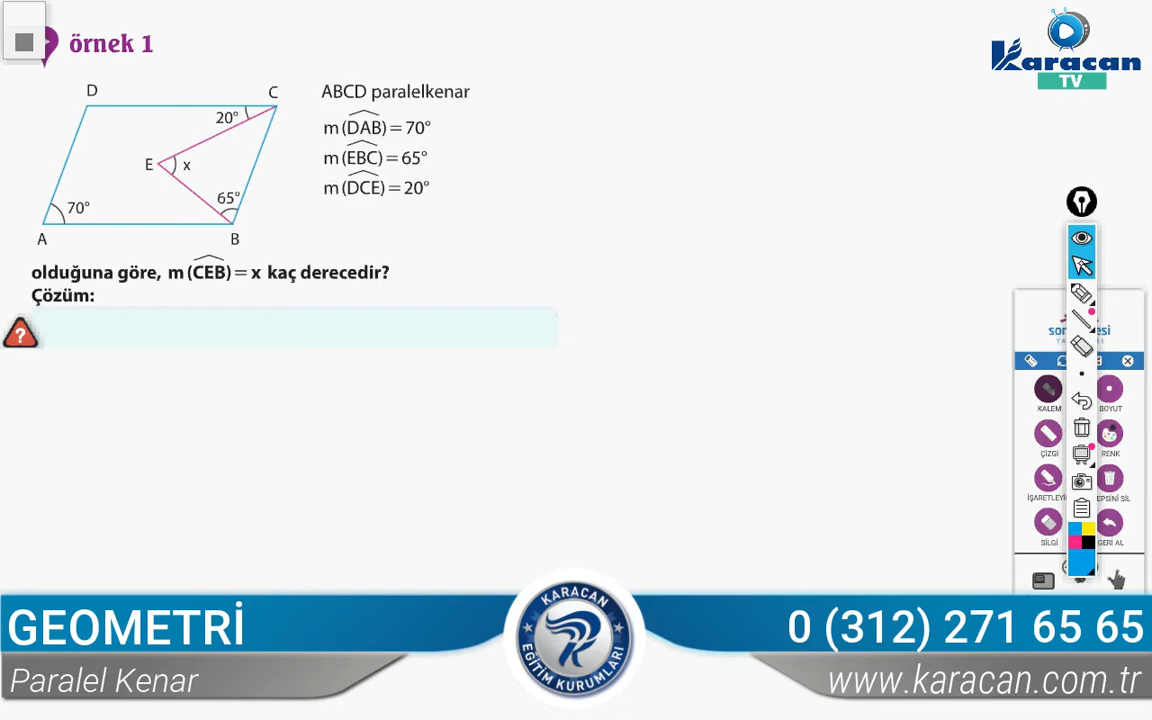 örnek 1
Karacan
TV
D
C
20°
E
x
65°
70°
A
B
ABCD paralelkenar
m(DAB) = 70°
m(EBC) = 65°
m(DCE) = 20°
olduğuna göre, m(CEB) = x kaç derecedir?
Çözüm:
?
KALEM
BOYUT
ÇİZGİ
RENK
SİLGİ
GERİ AL
KARACAN
EĞİTİM KURUMLARI
GEOMETRİ
0 (312) 271 65 65
Paralel Kenar
www.karacan.com.tr